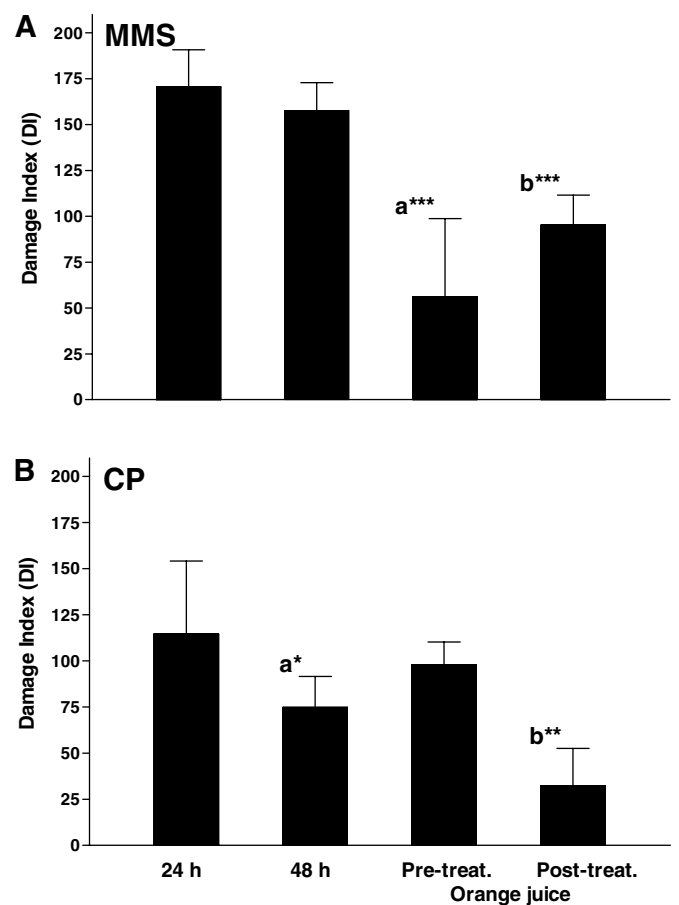 A
MMS
Damage Index (DI)
200
175
150
125
100
75
50
25
0
a***
b***
B
CP
Damage Index (DI)
200
175
150
125
100
75
50
25
0
a*
b**
24 h 48 h Pre-treat. Post-treat.
Orange juice